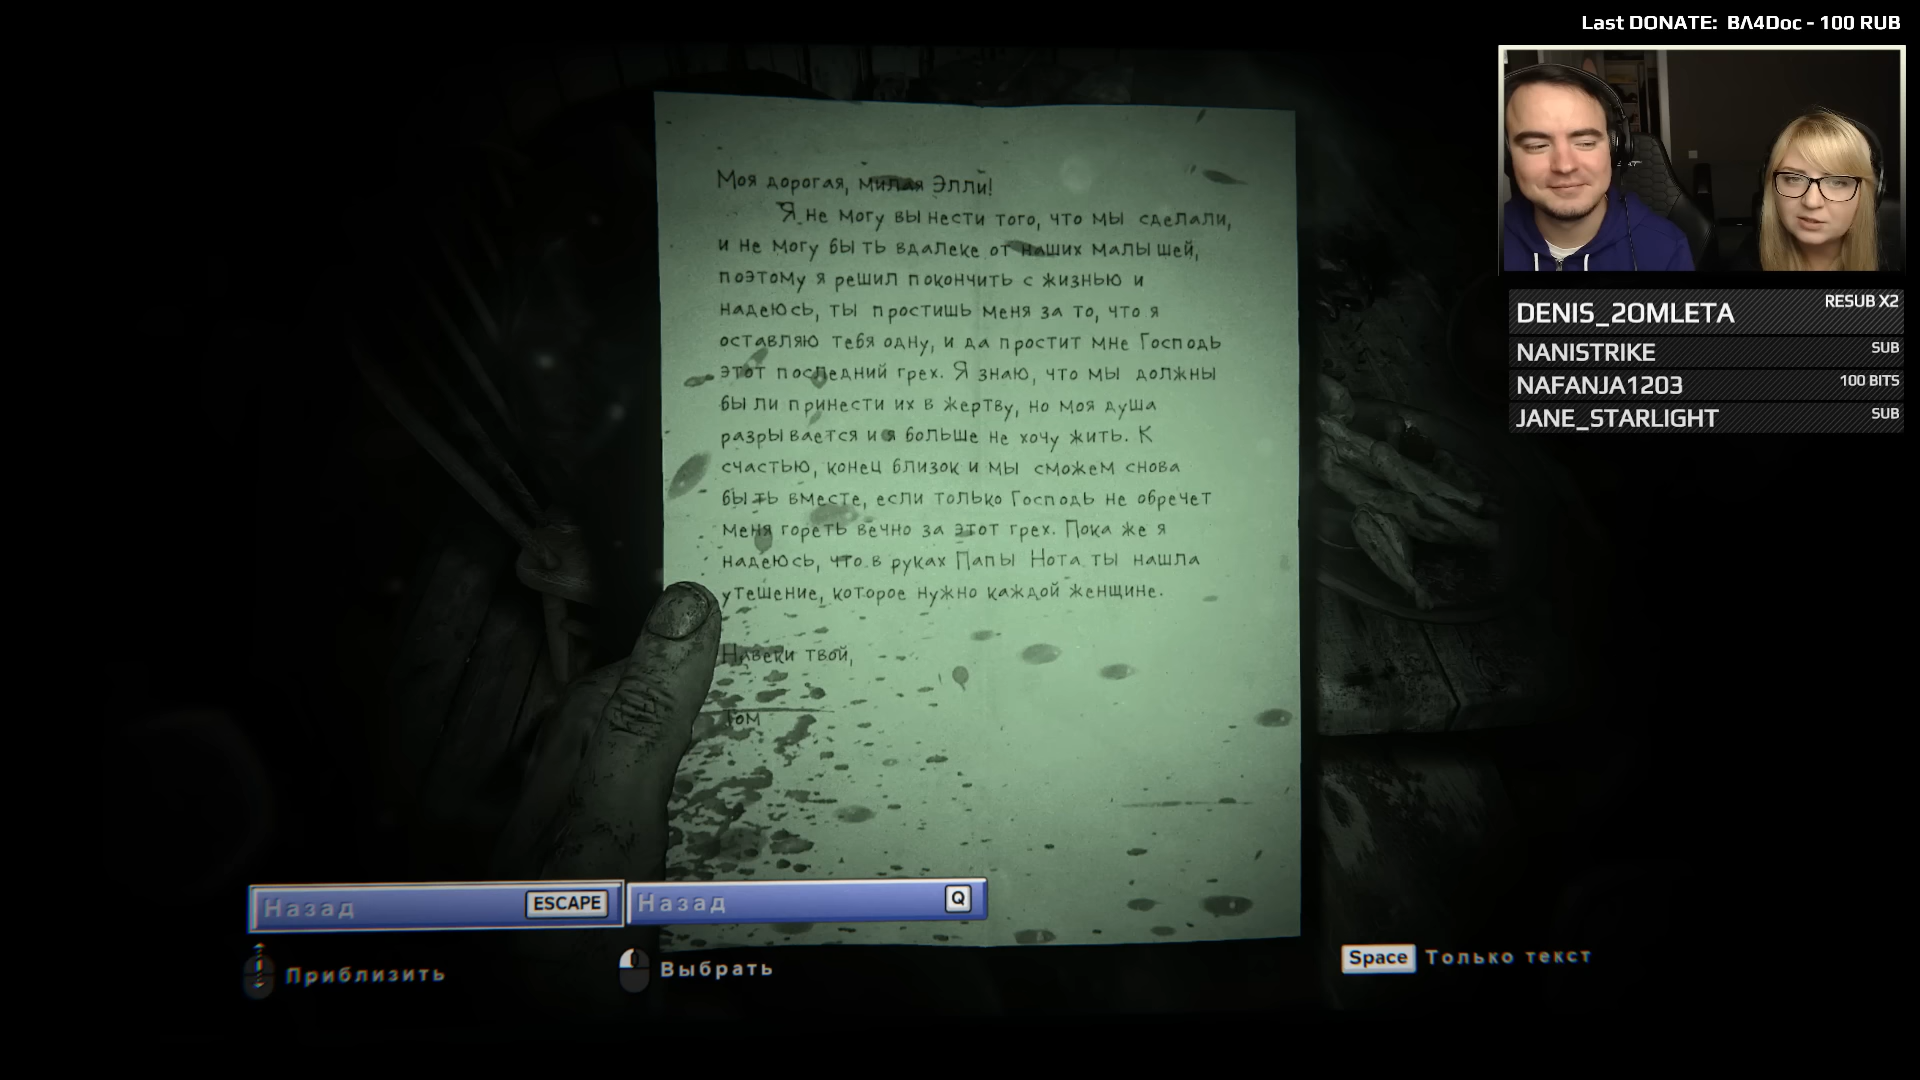 Last DONATE: ВЛ4Doc - 100 RUB
Моя дорогая, милая Элли!
Я не могу вынести того, что мы сделали,
и не могу быть вдалеке от наших малышей,
поэтому я решил покончить с жизнью и
надеюсь, ты простишь меня за то, что я
оставляю тебя одну, и да простит мне Господь
этот последний грех. Я знаю, что мы должны
были принести их в жертву, но моя душа
разрывается и я больше не хочу жить. К
счастью, конец близок и мы сможем снова
быть вместе, если только Господь не обречет
меня гореть вечно за этот грех. Пока же я
надеюсь, что в руках Папы Нота ты нашла
утешение, которое нужно каждой женщине.
Навеки твой,
Том
DENIS_2OMLETA RESUB X2
NANISTRIKE SUB
NAFANJA1203 100 BITS
JANE_STARLIGHT SUB
Назад ESCAPE
Назад Q
Приблизить
Выбрать
Space Только текст